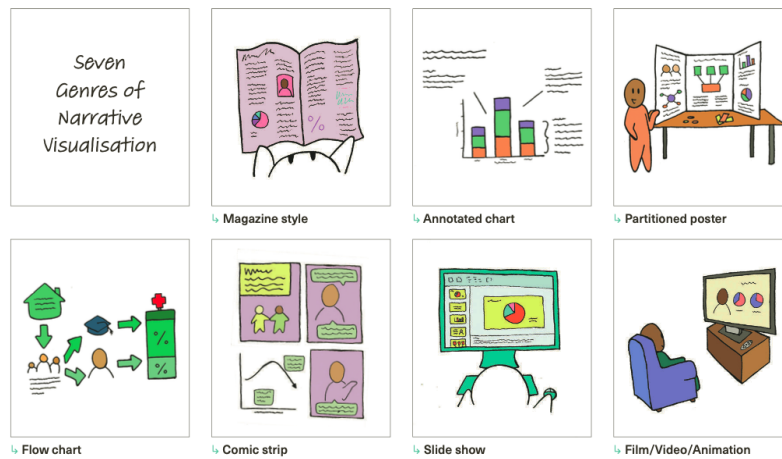 Seven
Genres of
Narrative
Visualisation
%
↳ Magazine style
↳ Annotated chart
↳ Partitioned poster
%
%
↳ Flow chart
↳ Comic strip
↳ Slide show
↳ Film/Video/Animation